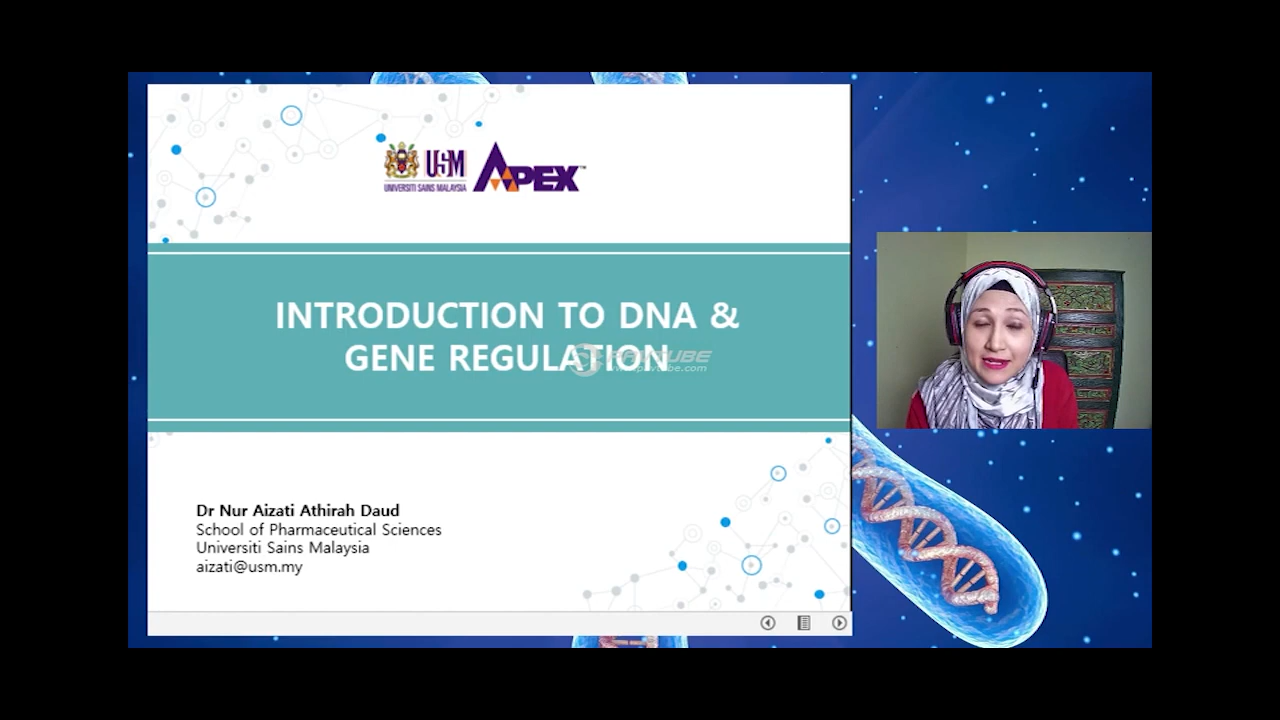 USM
UNIVERSITI SAINS MALAYSIA
APEX™
INTRODUCTION TO DNA &
GENE REGULATION
Dr Nur Aizati Athirah Daud
School of Pharmaceutical Sciences
Universiti Sains Malaysia
aizati@usm.my